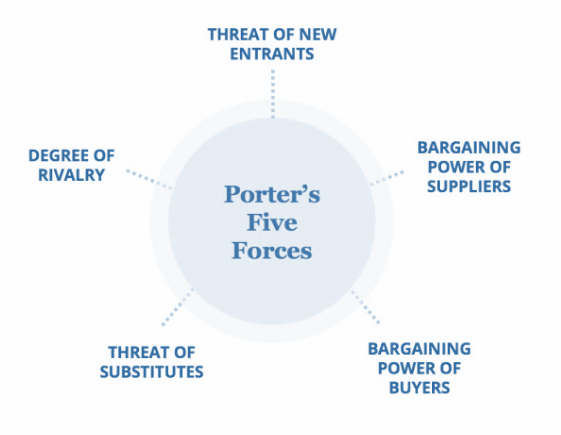 THREAT OF NEW
ENTRANTS
DEGREE OF
RIVALRY
BARGAINING
POWER OF
SUPPLIERS
Porter’s
Five
Forces
THREAT OF
SUBSTITUTES
BARGAINING
POWER OF
BUYERS